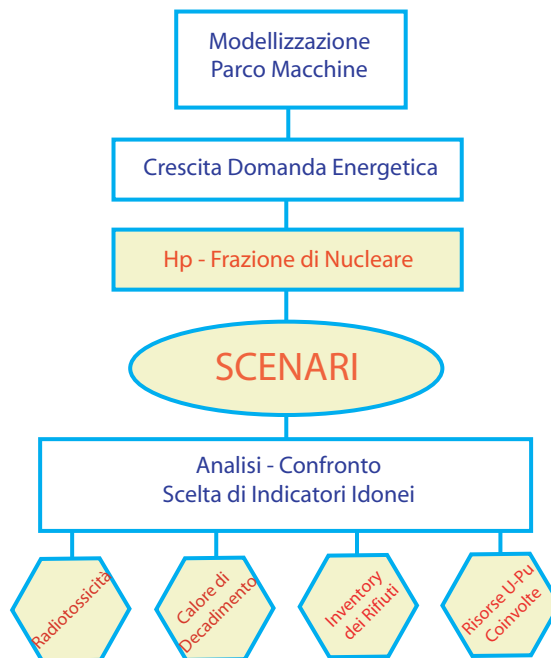 Modellizzazione
Parco Macchine
Crescita Domanda Energetica
Hp - Frazione di Nucleare
SCENARI
Analisi - Confronto
Scelta di Indicatori Idonei
Radiotossicità
Calore di
Decadimento
Inventory
dei Rifiuti
Risorse U-Pu
Coinvolte